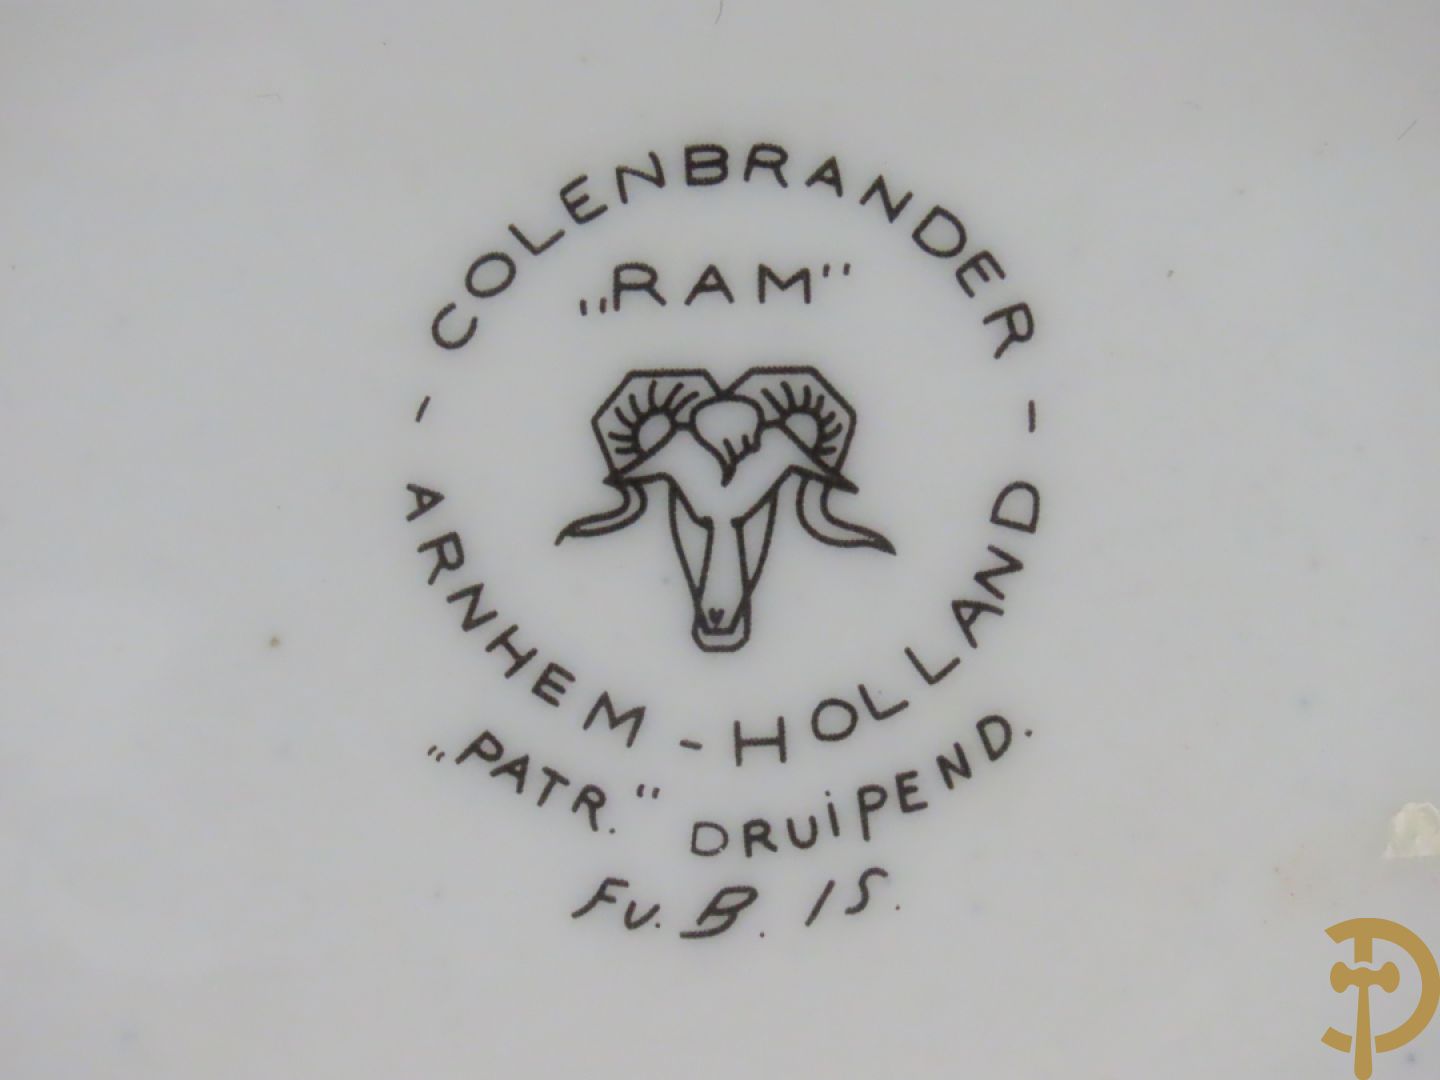 - COLENBRANDER -
„RAM"
ARNHEM - HOLLAND
„PATR." DRUiPEND.
Fv. B. 15.